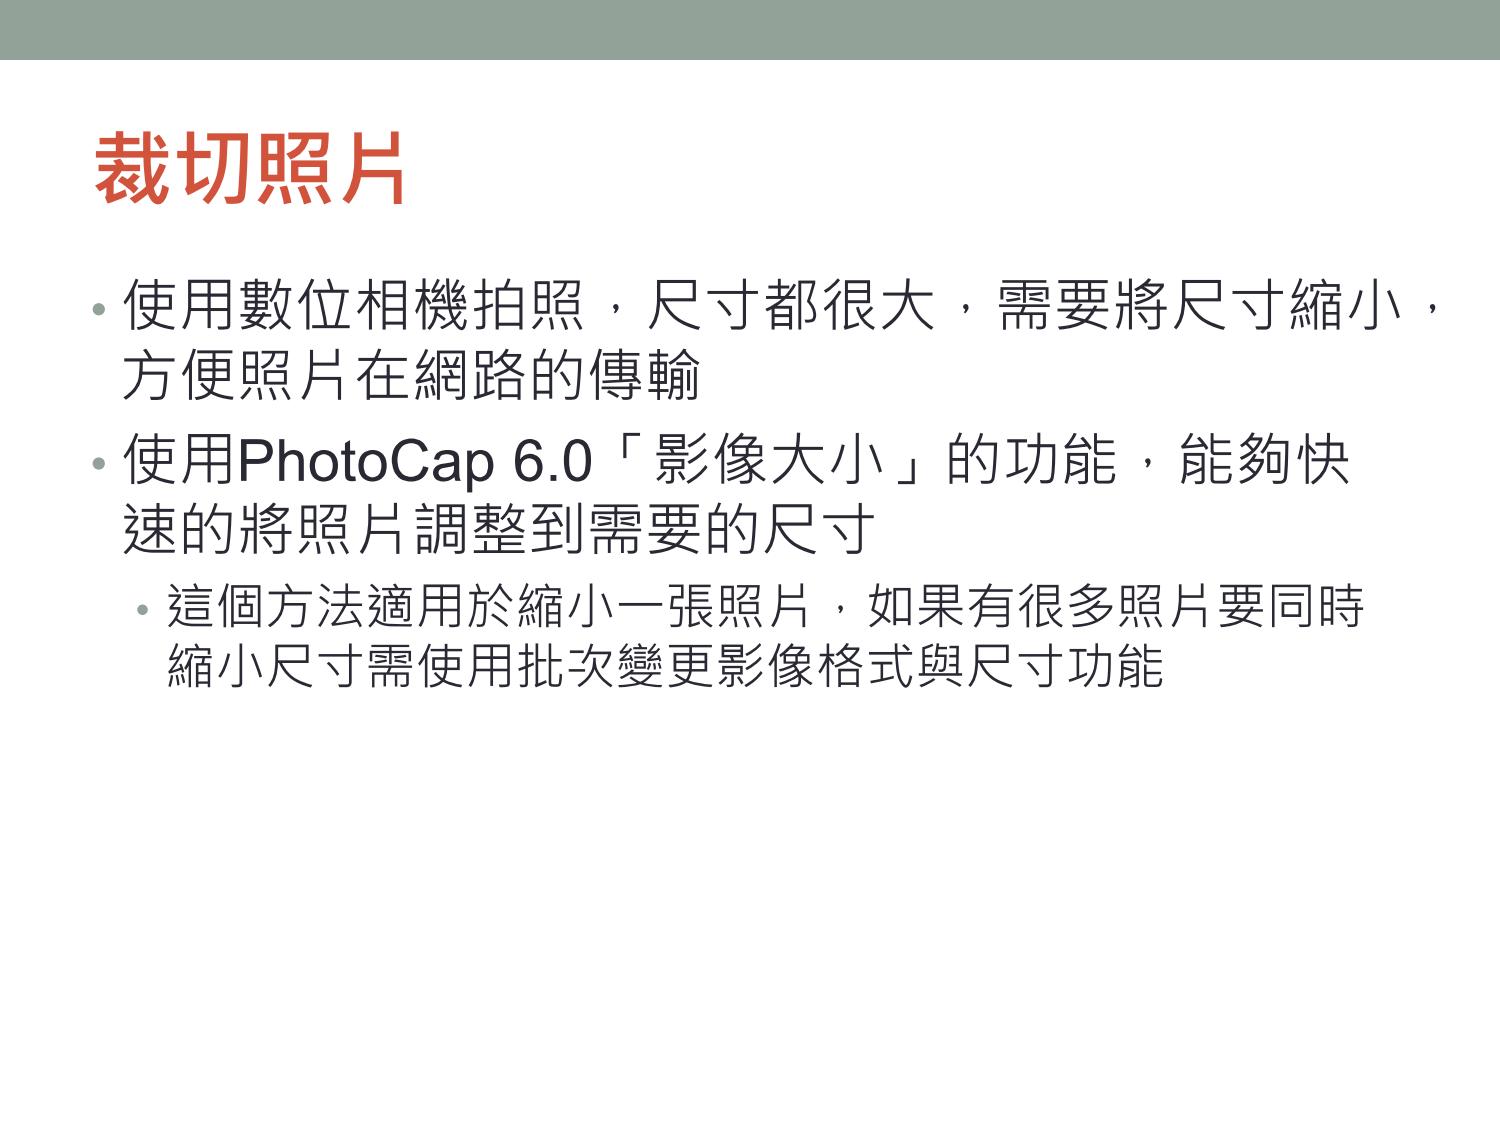 裁切照片
• 使用數位相機拍照，尺寸都很大，需要將尺寸縮小，
方便照片在網路的傳輸
• 使用PhotoCap 6.0「影像大小」的功能，能夠快
速的將照片調整到需要的尺寸
• 這個方法適用於縮小一張照片，如果有很多照片要同時
縮小尺寸需使用批次變更影像格式與尺寸功能